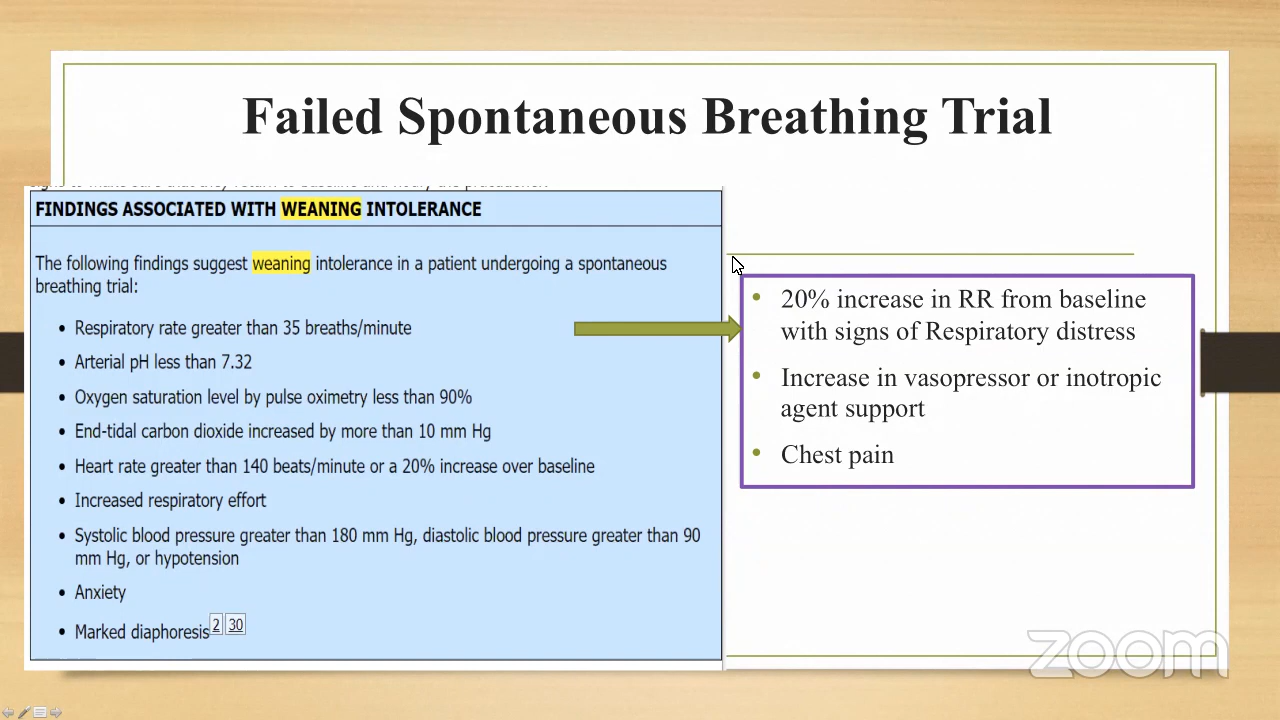 Failed Spontaneous Breathing Trial
FINDINGS ASSOCIATED WITH WEANING INTOLERANCE
The following findings suggest weaning intolerance in a patient undergoing a spontaneous
breathing trial:
• Respiratory rate greater than 35 breaths/minute
• Arterial pH less than 7.32
• Oxygen saturation level by pulse oximetry less than 90%
• End-tidal carbon dioxide increased by more than 10 mm Hg
• Heart rate greater than 140 beats/minute or a 20% increase over baseline
• Increased respiratory effort
• Systolic blood pressure greater than 180 mm Hg, diastolic blood pressure greater than 90
mm Hg, or hypotension
• Anxiety
• Marked diaphoresis 2 30
• 20% increase in RR from baseline
with signs of Respiratory distress
• Increase in vasopressor or inotropic
agent support
• Chest pain
zoom